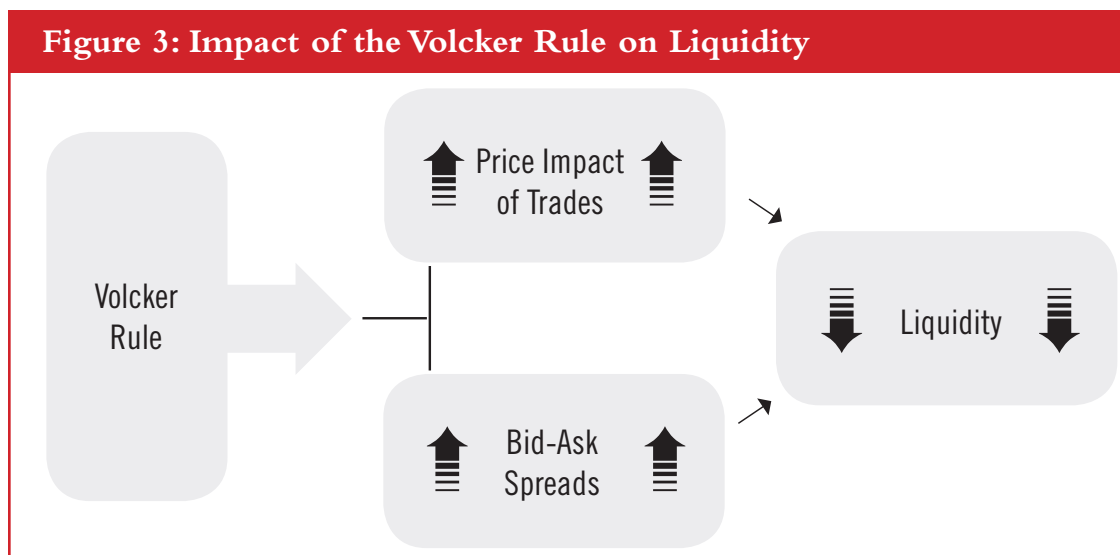 Figure 3: Impact of the Volcker Rule on Liquidity
Volcker
Rule
Price Impact
of Trades
Bid-Ask
Spreads
Liquidity